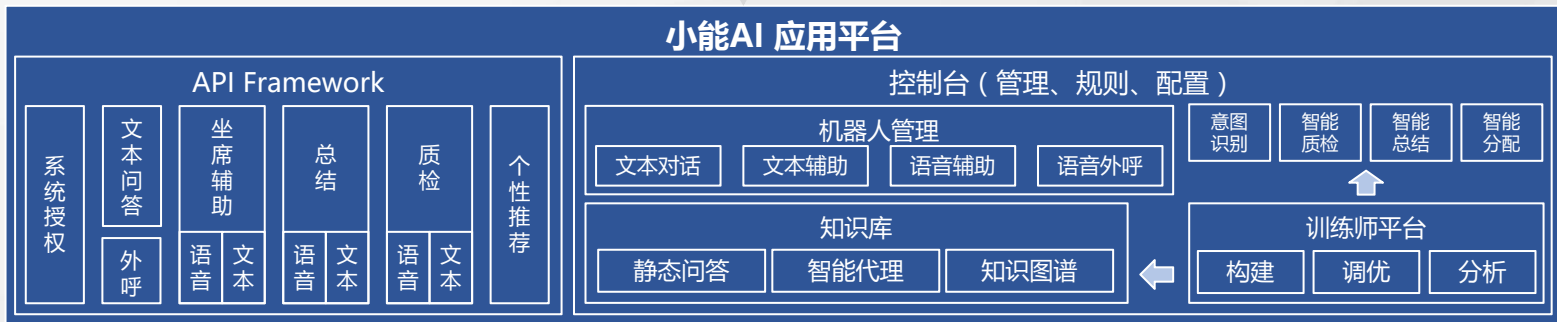 小能AI 应用平台
API Framework
系统授权
文本问答
外呼
坐席辅助
语音
文本
总结
语音
文本
质检
语音
文本
个性推荐
控制台（管理、规则、配置）
机器人管理
文本对话
文本辅助
语音辅助
语音外呼
意图
识别
智能
质检
智能
总结
智能
分配
知识库
静态问答
智能代理
知识图谱
训练师平台
构建
调优
分析